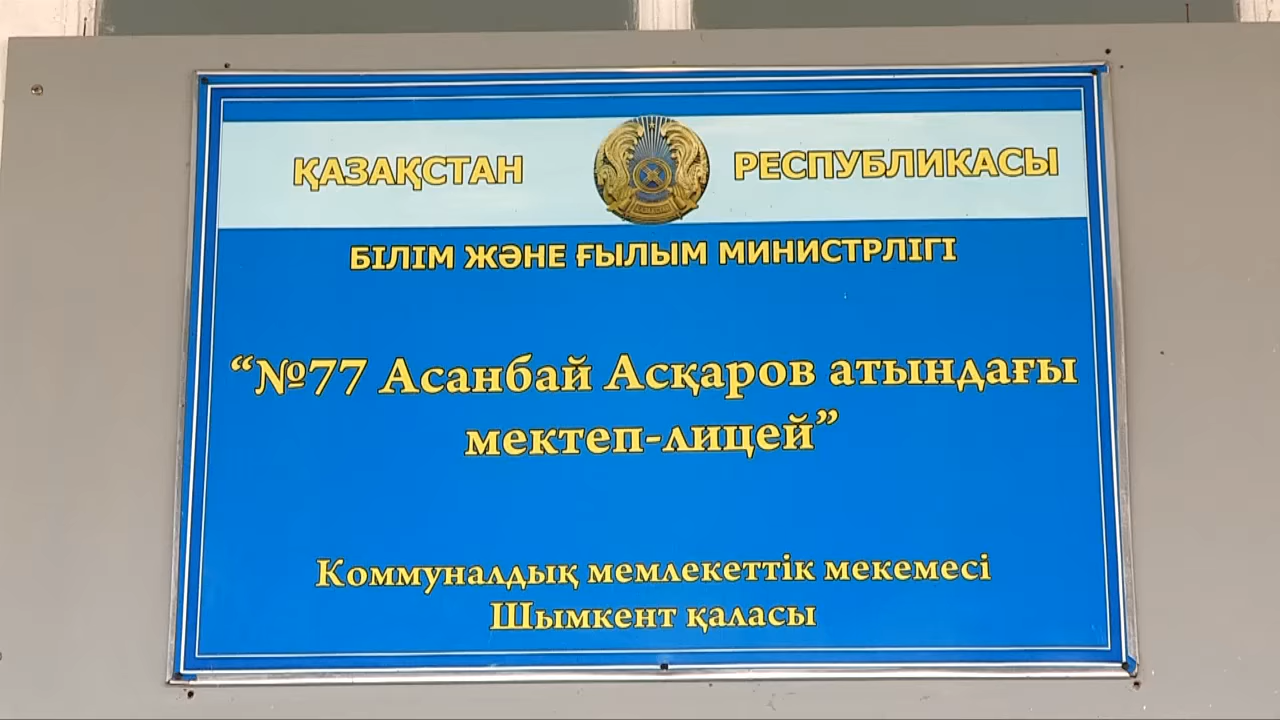 ҚАЗАҚСТАН РЕСПУБЛИКАСЫ
БІЛІМ ЖӘНЕ ҒЫЛЫМ МИНИСТРЛІГІ
“№77 Асанбай Асқаров атындағы
мектеп-лицей”
Коммуналдық мемлекеттік мекемесі
Шымкент қаласы